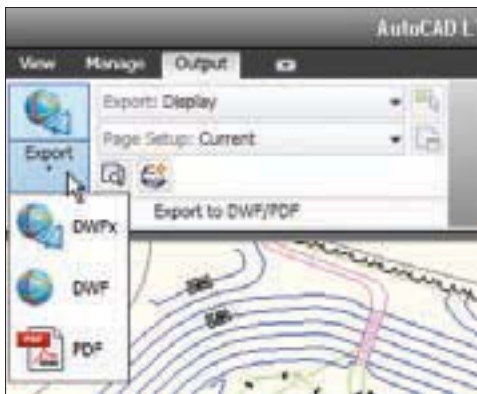 AutoCAD L
View Manage Output
Export: Display
Page Setup: Current
Export
Export to DWF/PDF
DWFx
DWF
PDF